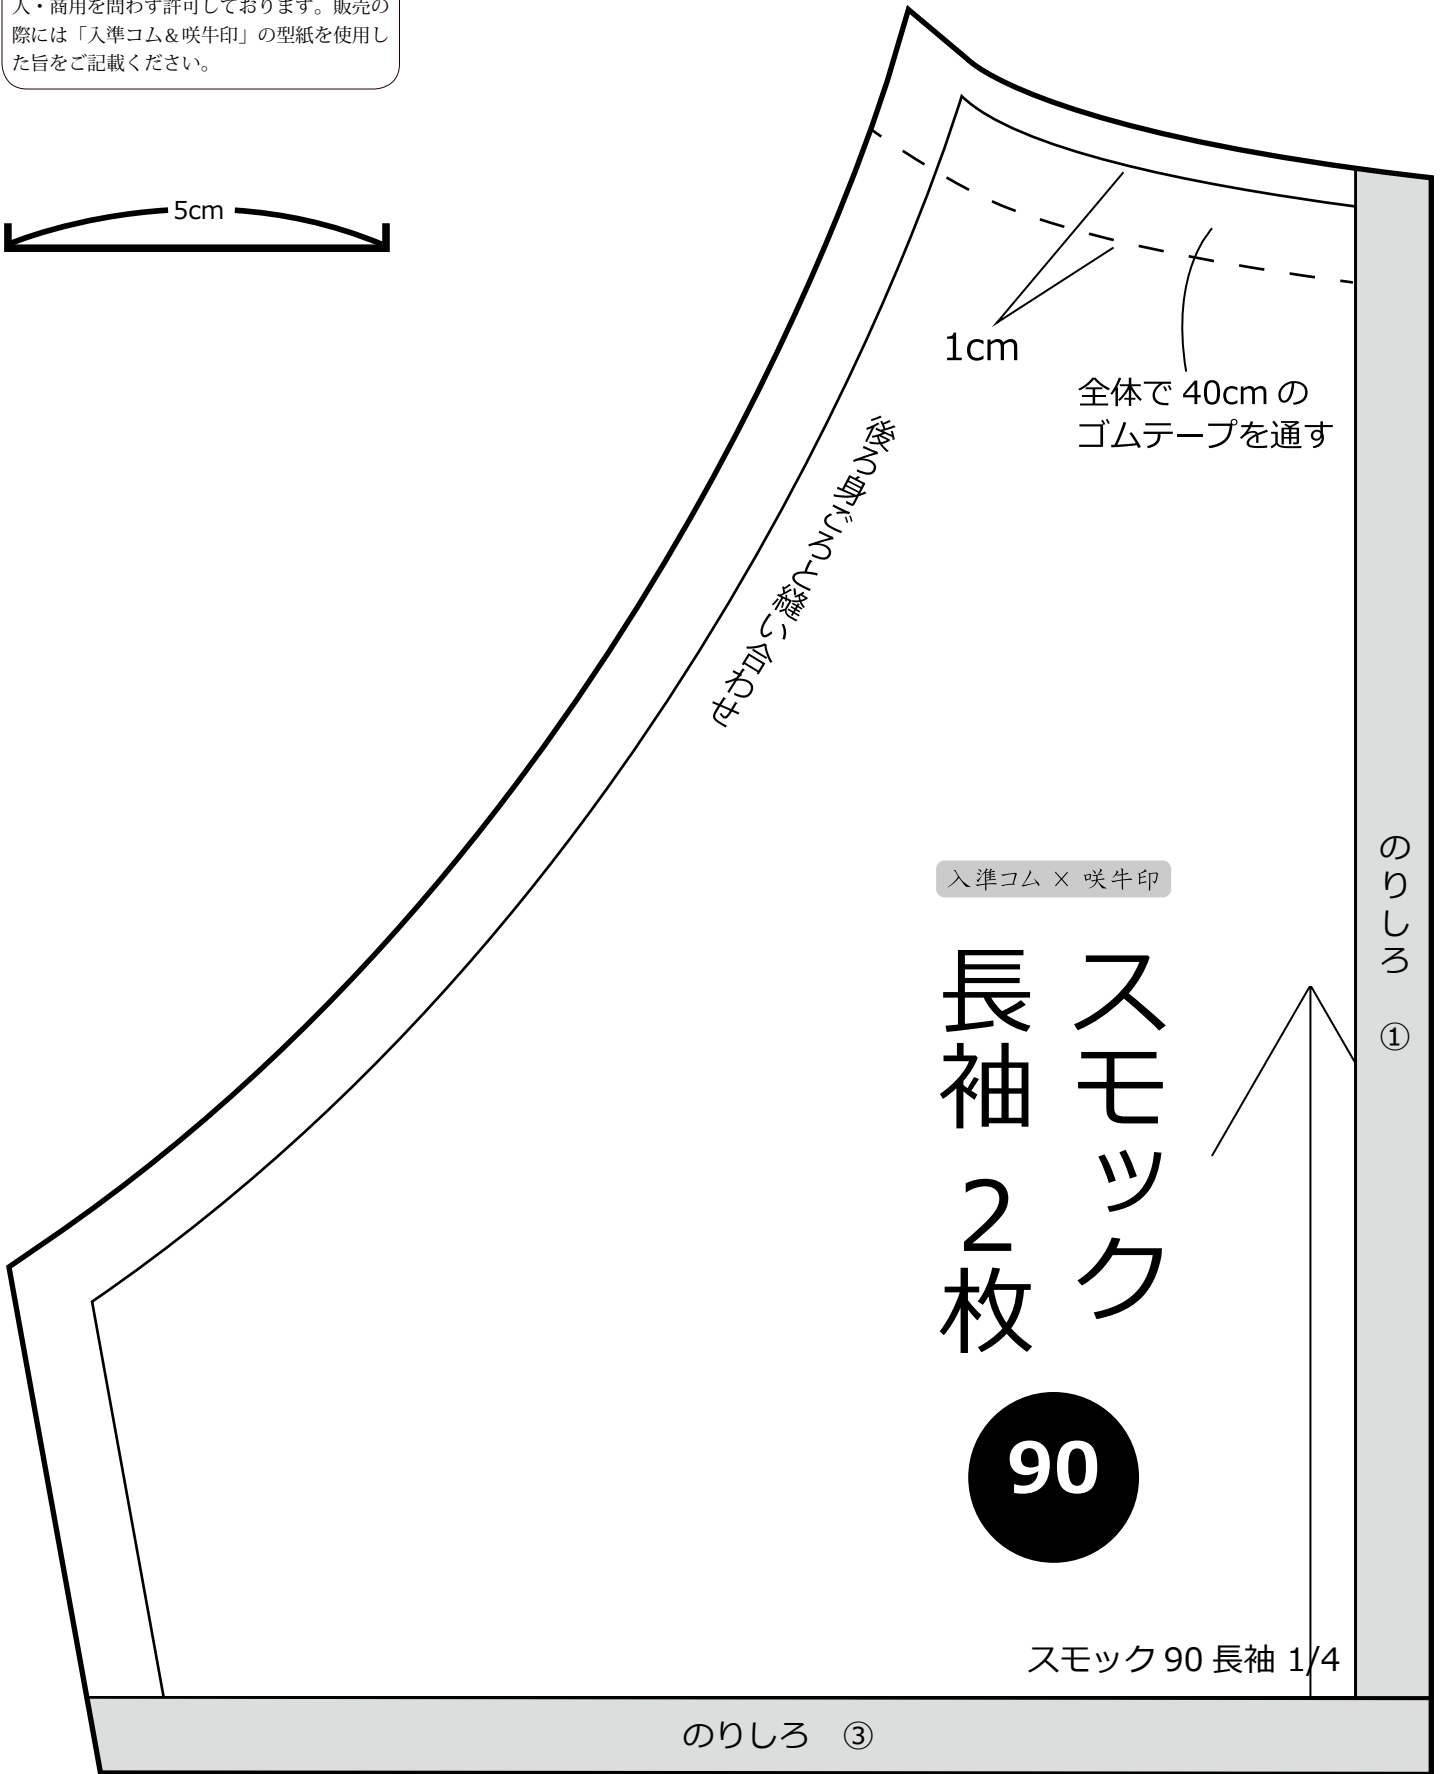 人・商用を問わず許可しております。販売の
際には「入準コム＆咲牛印」の型紙を使用し
た旨をご記載ください。
5cm
1cm
全体で 40cm の
ゴムテープを通す
後ろ身ごろと縫い合わせ
入準コム × 咲牛印
スモック
長袖 2枚
90
のりしろ ①
スモック 90 長袖 1/4
のりしろ ③